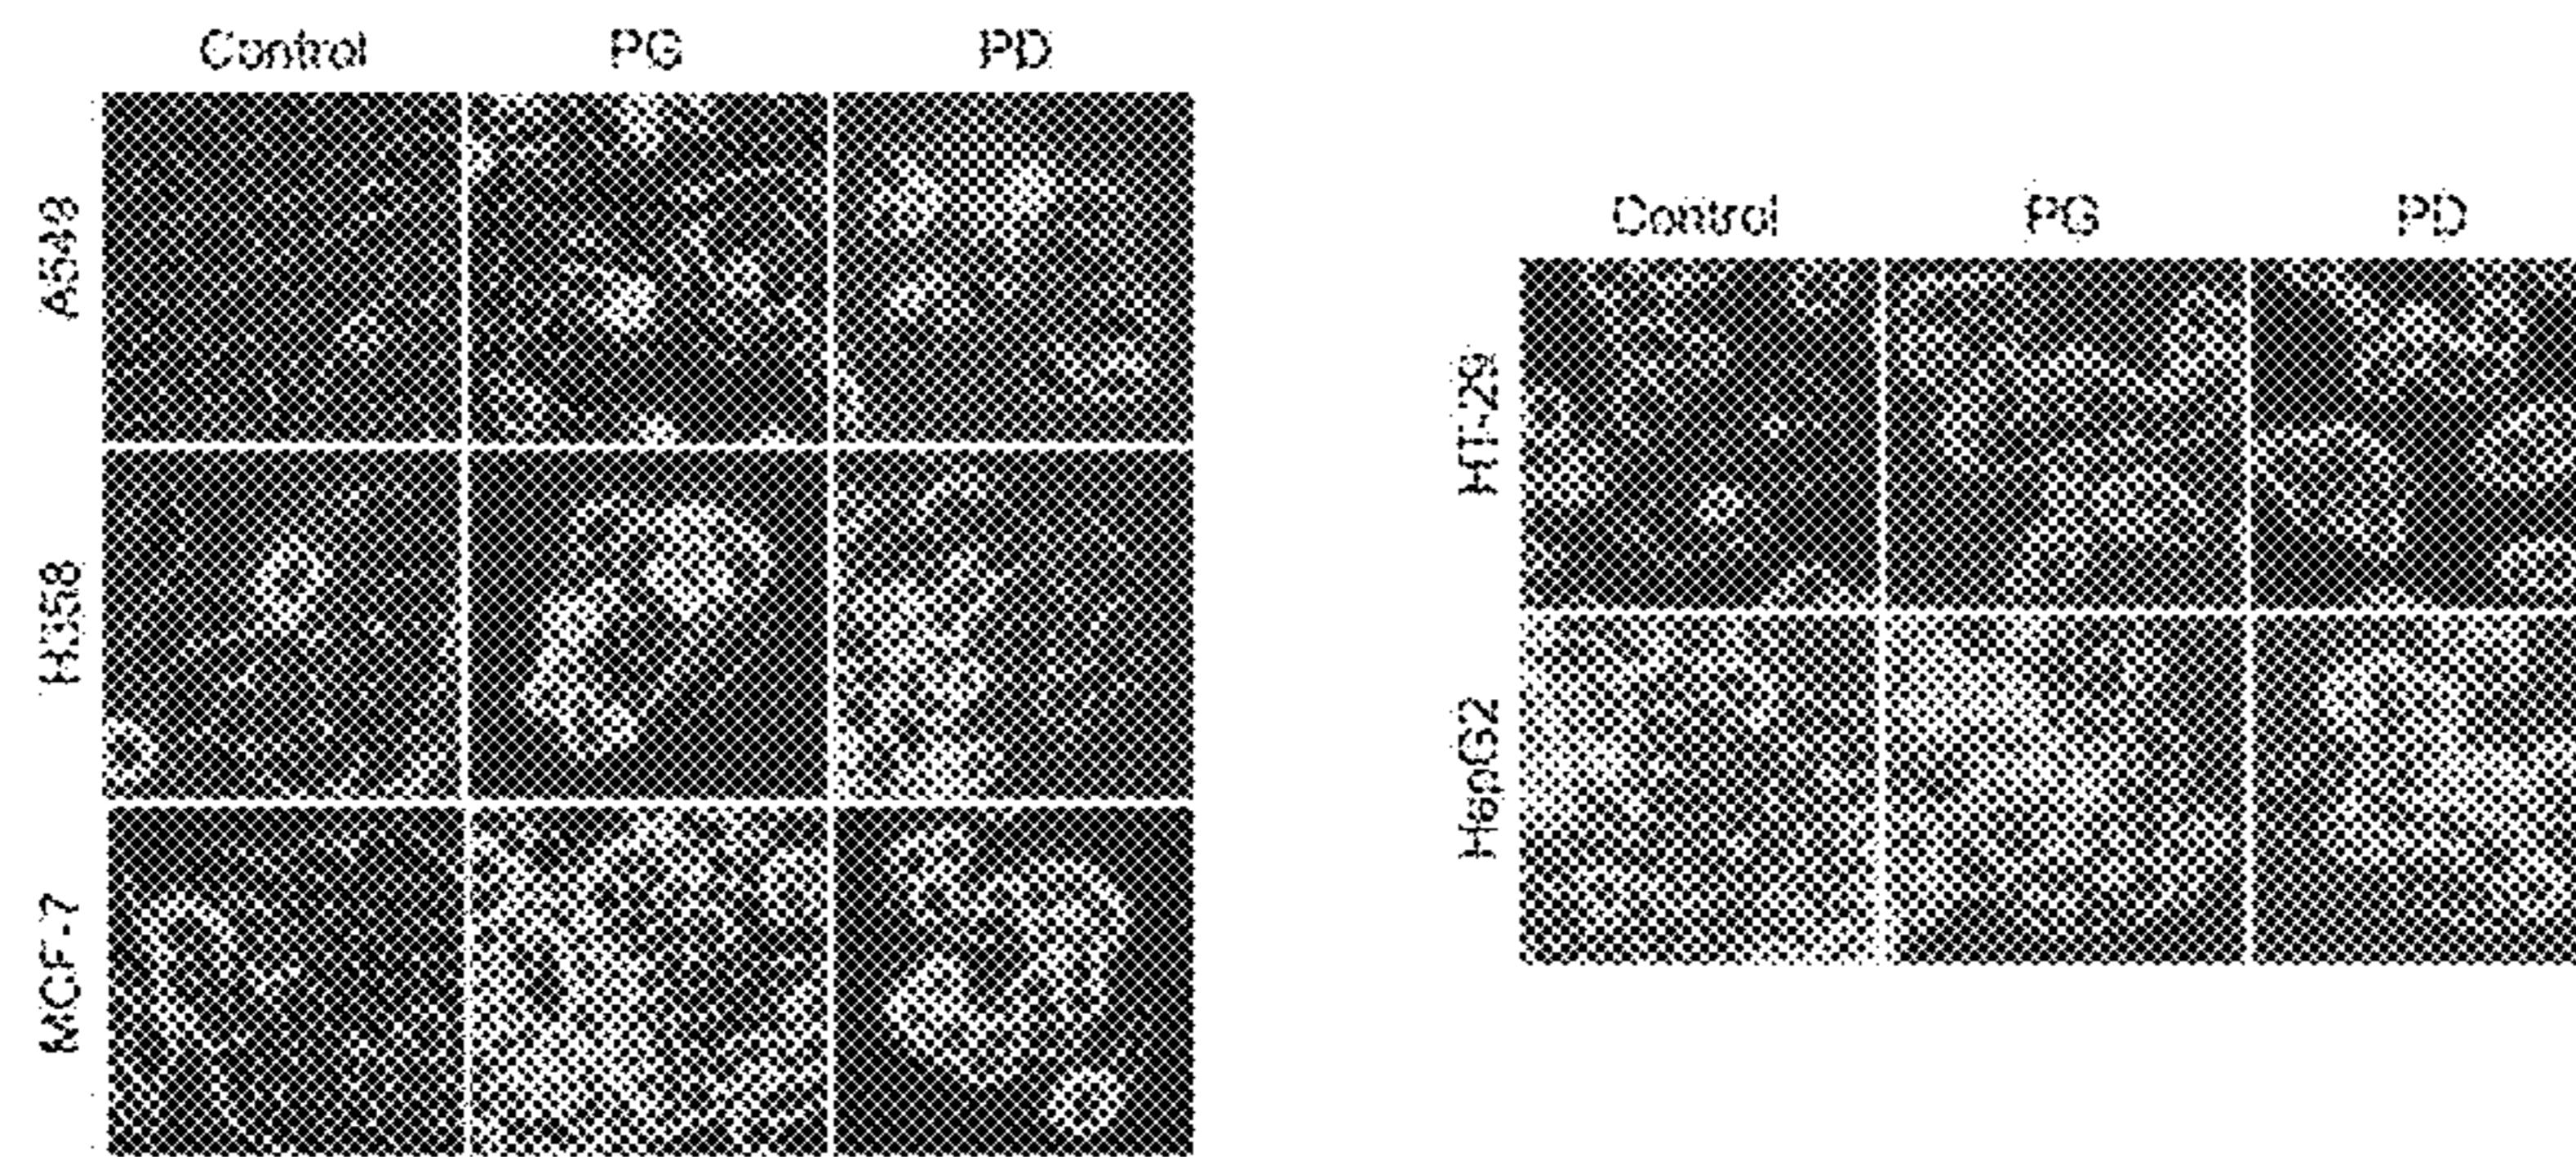 Control PG PD
A549
H358
MCF-7
Control PG PD
HT-29
HepG2